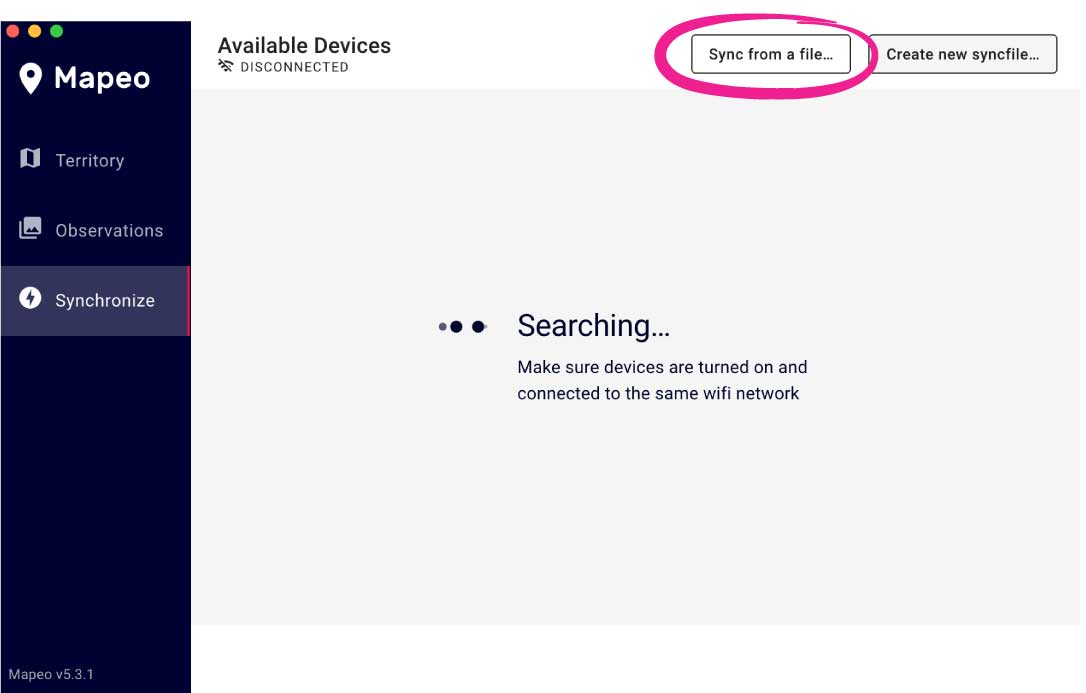 Mapeo
Territory
Observations
Synchronize
Mapeo v5.3.1
Available Devices
DISCONNECTED
Sync from a file...
Create new syncfile...
Searching...
Make sure devices are turned on and
connected to the same wifi network